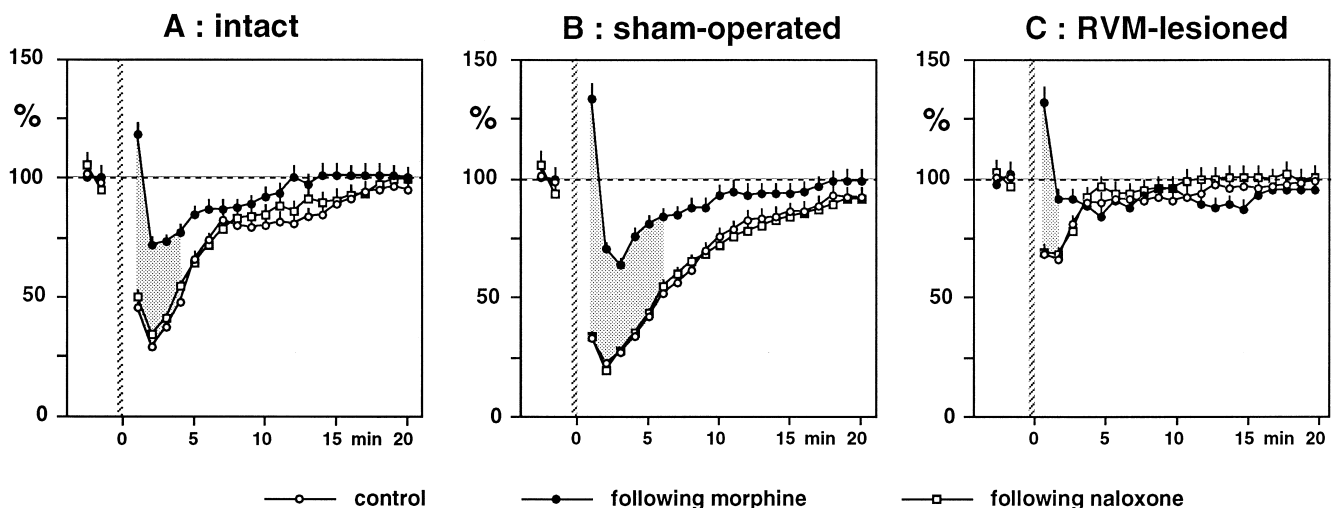 A : intact
150
%
100
50
0
0 5 10 15 min 20
B : sham-operated
150
%
100
50
0
0 5 10 15 min 20
C : RVM-lesioned
150
%
100
50
0
0 5 10 15 min 20
control
following morphine
following naloxone